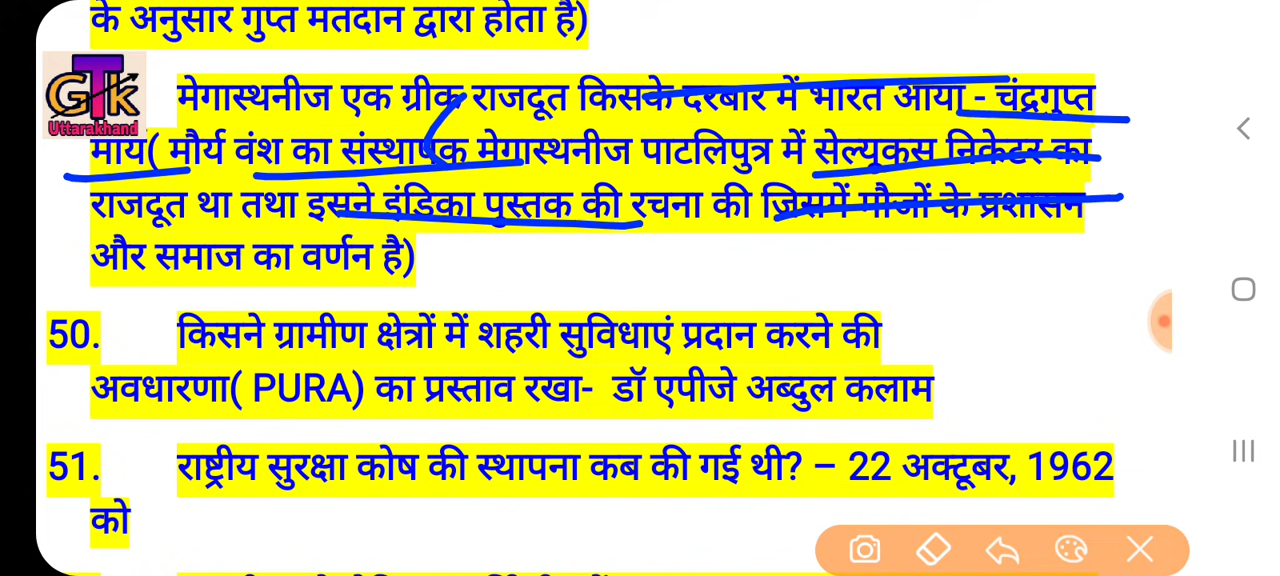 के अनुसार गुप्त मतदान द्वारा होता है)
GTK
Uttarakhand
मेगास्थनीज एक ग्रीक राजदूत किसके दरबार में भारत आया - चंद्रगुप्त
मौर्य( मौर्य वंश का संस्थापक मेगास्थनीज पाटलिपुत्र में सेल्यूकस निकेटर का
राजदूत था तथा इसने इंडिका पुस्तक की रचना की जिसमें मौर्जो के प्रशासन
और समाज का वर्णन है)
50. किसने ग्रामीण क्षेत्रों में शहरी सुविधाएं प्रदान करने की
अवधारणा( PURA) का प्रस्ताव रखा- डॉ एपीजे अब्दुल कलाम
51. राष्ट्रीय सुरक्षा कोष की स्थापना कब की गई थी? – 22 अक्टूबर, 1962
को